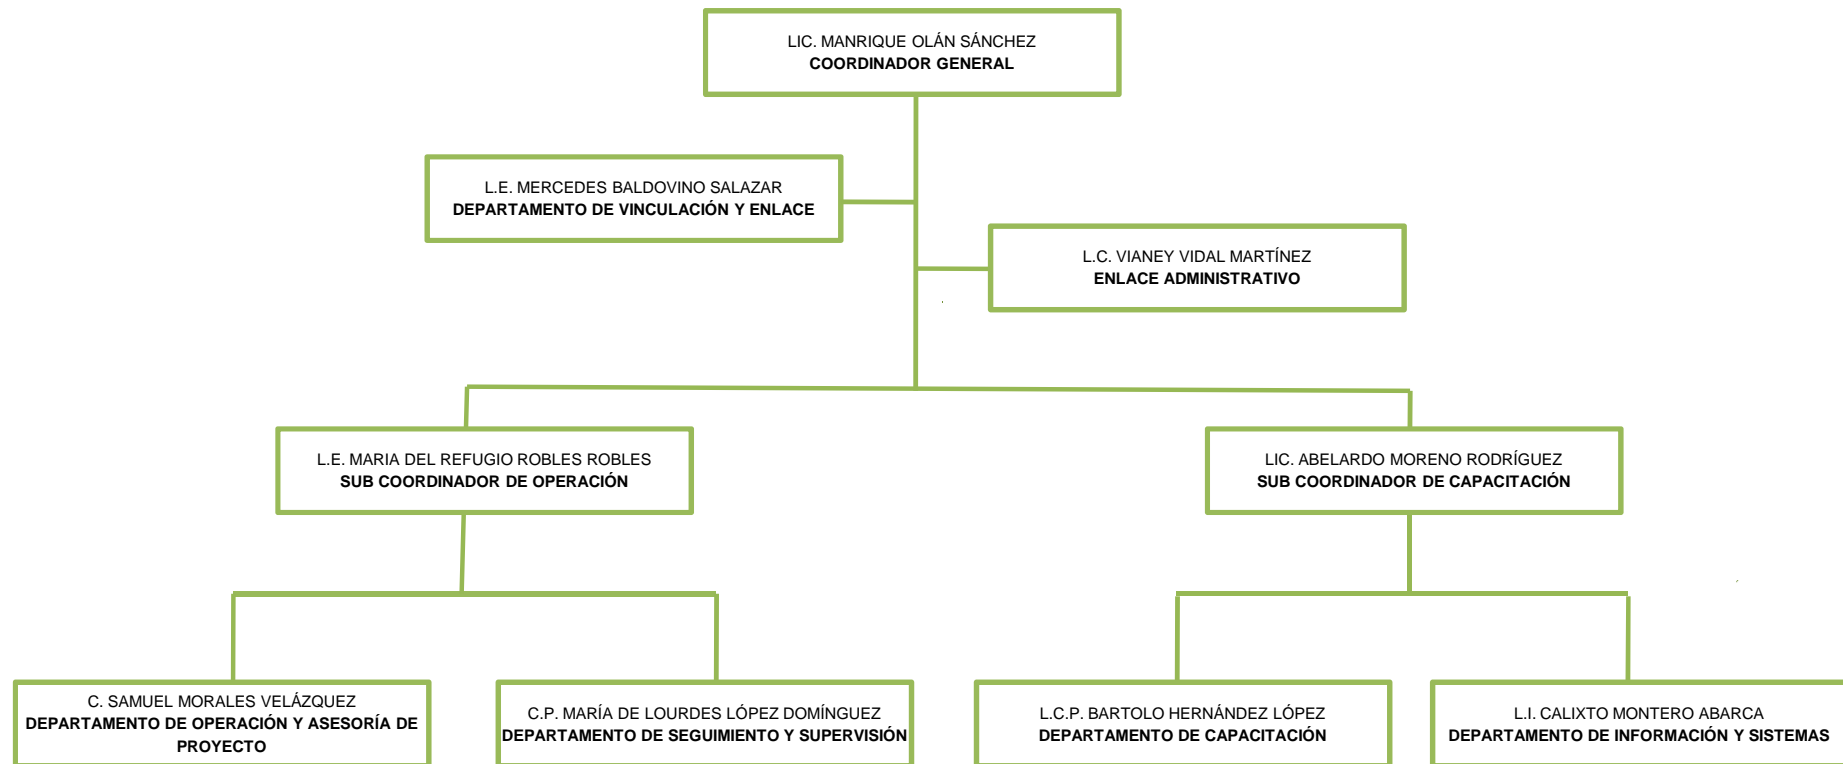 LIC. MANRIQUE OLÁN SÁNCHEZ
COORDINADOR GENERAL
L.E. MERCEDES BALDOVINO SALAZAR
DEPARTAMENTO DE VINCULACIÓN Y ENLACE
L.C. VIANEY VIDAL MARTÍNEZ
ENLACE ADMINISTRATIVO
L.E. MARIA DEL REFUGIO ROBLES ROBLES
SUB COORDINADOR DE OPERACIÓN
LIC. ABELARDO MORENO RODRÍGUEZ
SUB COORDINADOR DE CAPACITACIÓN
C. SAMUEL MORALES VELÁZQUEZ
DEPARTAMENTO DE OPERACIÓN Y ASESORÍA DE
PROYECTO
C.P. MARÍA DE LOURDES LÓPEZ DOMÍNGUEZ
DEPARTAMENTO DE SEGUIMIENTO Y SUPERVISIÓN
L.C.P. BARTOLO HERNÁNDEZ LÓPEZ
DEPARTAMENTO DE CAPACITACIÓN
L.I. CALIXTO MONTERO ABARCA
DEPARTAMENTO DE INFORMACIÓN Y SISTEMAS